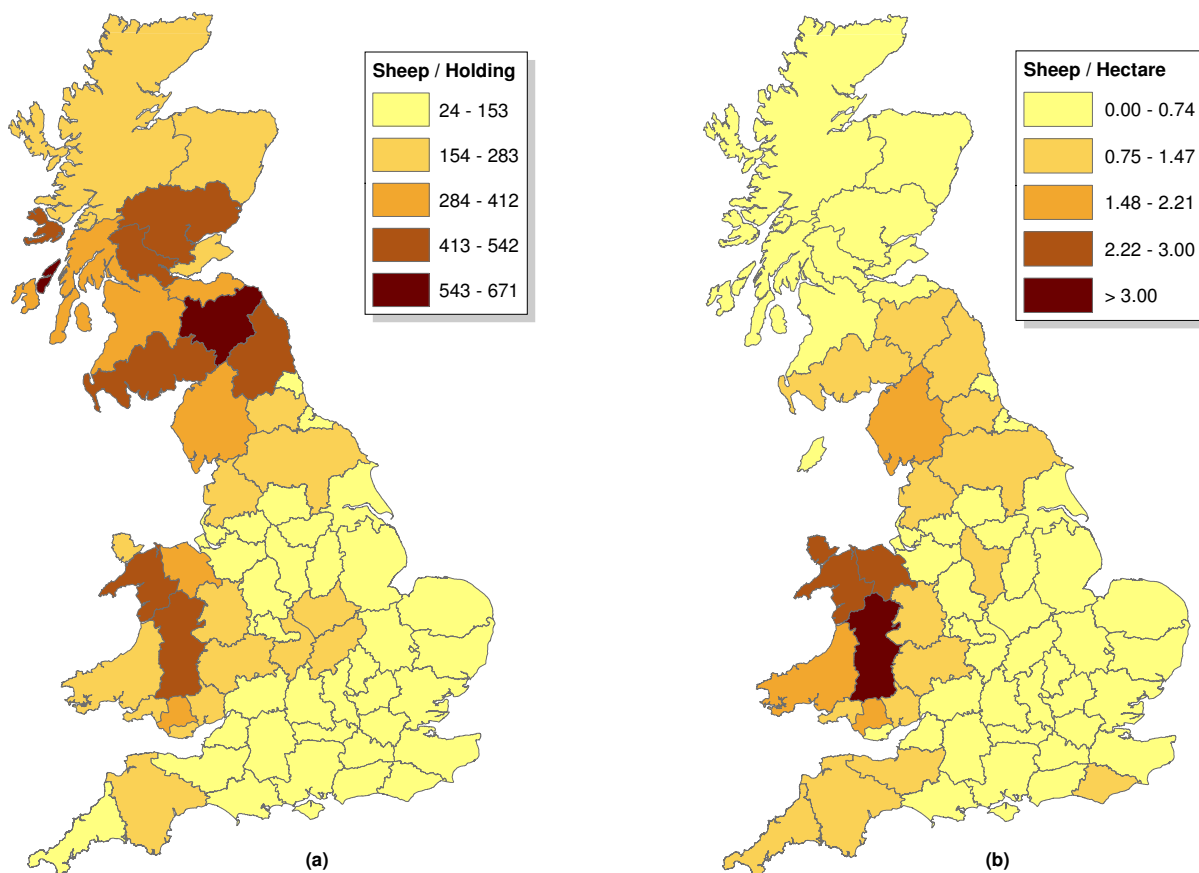 Sheep / Holding
24 - 153
154 - 283
284 - 412
413 - 542
543 - 671
(a)
Sheep / Hectare
0.00 - 0.74
0.75 - 1.47
1.48 - 2.21
2.22 - 3.00
> 3.00
(b)